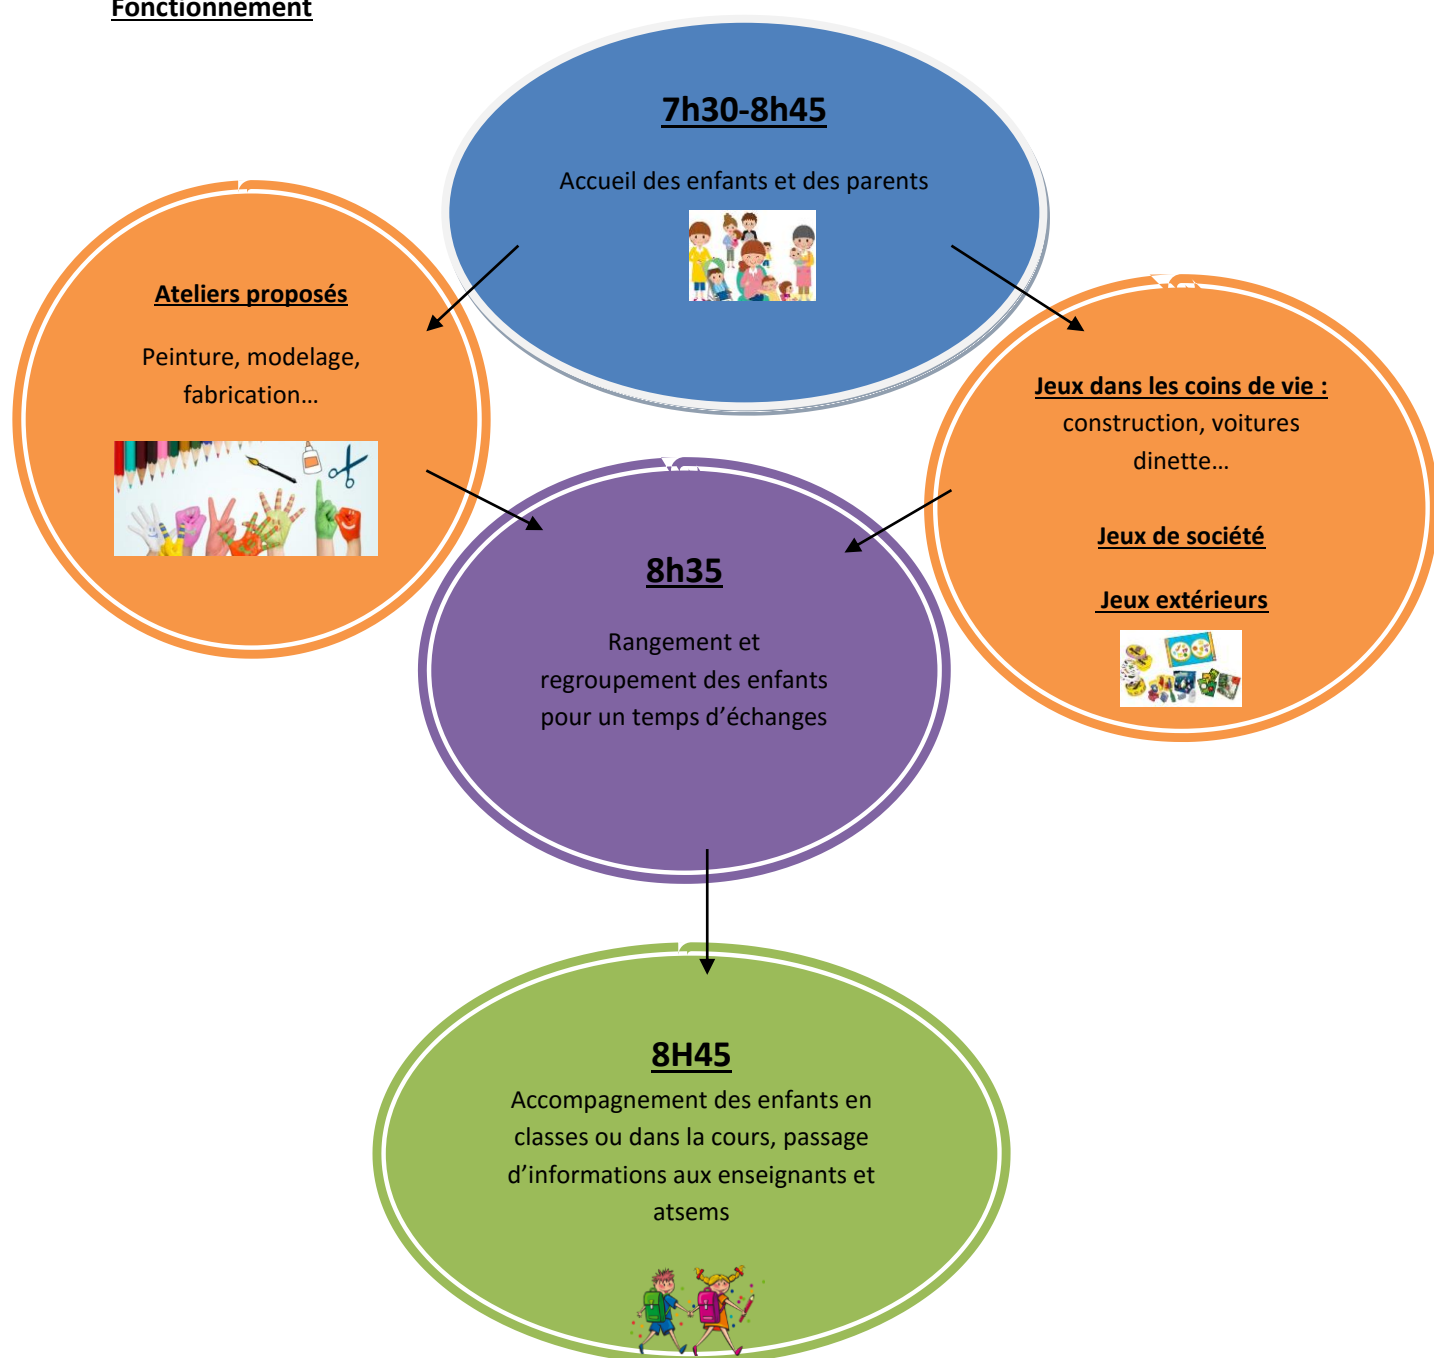 Fonctionnement
7h30-8h45
Accueil des enfants et des parents
Ateliers proposés
Peinture, modelage,
fabrication…
Jeux dans les coins de vie :
construction, voitures
dinette…
Jeux de société
Jeux extérieurs
8h35
Rangement et
regroupement des enfants
pour un temps d’échanges
8H45
Accompagnement des enfants en
classes ou dans la cours, passage
d’informations aux enseignants et
atsems